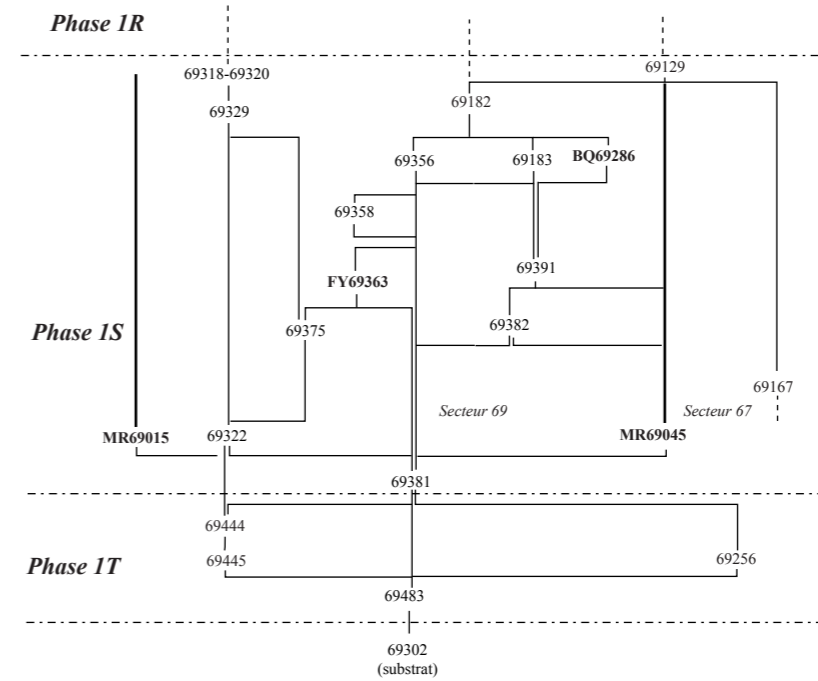 Phase 1R
69129
69318-69320
69182
69329
69356
69183
BQ69286
69358
69391
FY69363
69382
Phase 1S
69375
69167
Secteur 69
Secteur 67
MR69015
69322
MR69045
69381
69444
69445
69256
Phase 1T
69483
69302
(substrat)